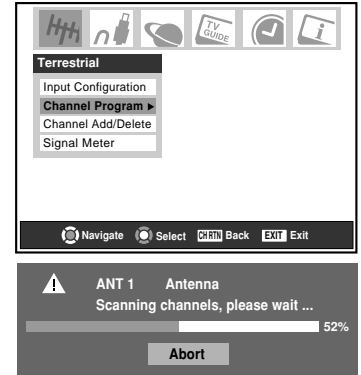 TV GUIDE
i
Terrestrial
Input Configuration
Channel Program
Channel Add/Delete
Signal Meter
Navigate Select CH RTN Back EXIT Exit
ANT 1 Antenna
Scanning channels, please wait ...
52%
Abort